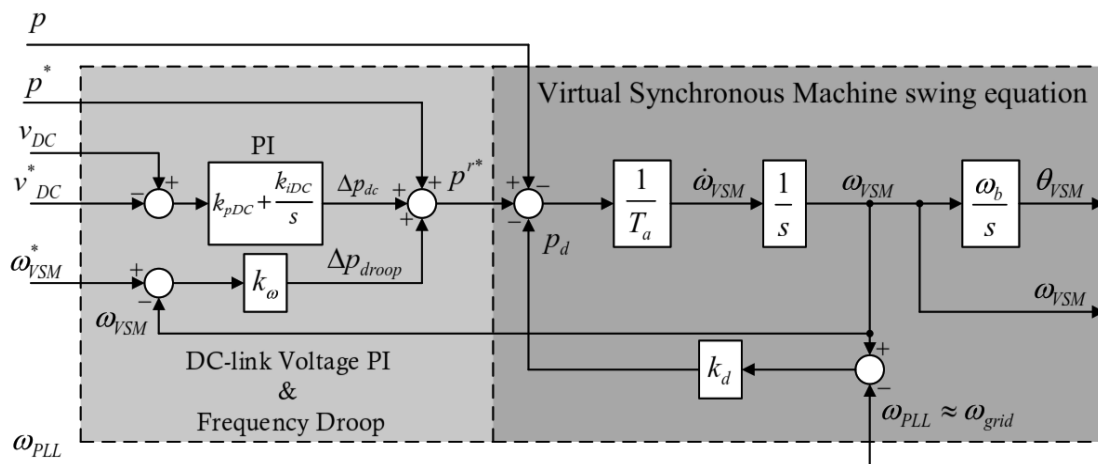 p
p*
Virtual Synchronous Machine swing equation
v_DC
PI
v*_DC
k_pDC + k_iDC/s
Δp_dc
p^r*
1/T_a
ω̇_VSM
1/s
ω_VSM
ω_b/s
θ_VSM
p_d
ω*_VSM
k_ω
Δp_droop
ω_VSM
ω_VSM
DC-link Voltage PI
&
Frequency Droop
k_d
ω_PLL ≈ ω_grid
ω_PLL